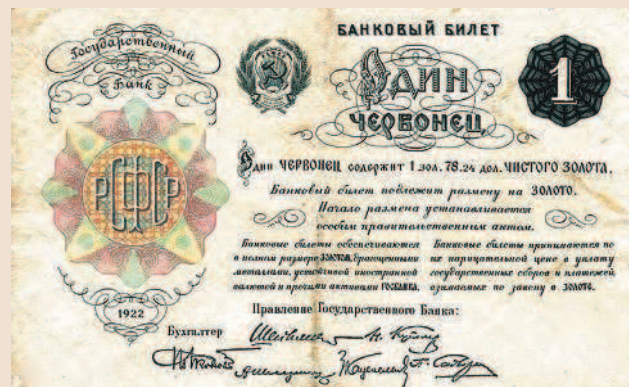 Государственный
Банк
БАНКОВЫЙ БИЛЕТ
ОДИН
ЧЕРВОНЕЦ
1
РСФСР
Один ЧЕРВОНЕЦ содержит 1 зол. 78.24 дол. ЧИСТОГО ЗОЛОТА.
Банковый билет подлежит размену на ЗОЛОТО.
Начало размена устанавливается
особым правительственным актом.
Банковые билеты обеспечиваются
в полном размере ЗОЛОТОМ, драгоценными
металлами, устойчивой иностранной
валютой и прочими активами ГОСБАНКА.
Банковые билеты принимаются по
их нарицательной цене в уплату
государственных сборов и платежей
взимаемых по закону в ЗОЛОТЕ.
1922
Правление Государственного Банка:
Бухгалтер